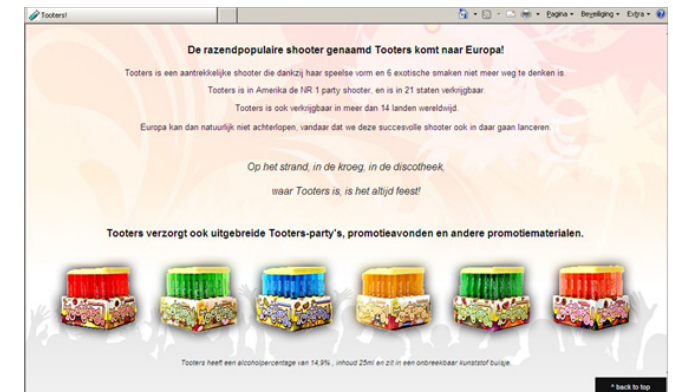 Tooters!
Pagina
Beveiliging
Extra
De razendpopulaire shooter genaamd Tooters komt naar Europa!
Tooters is een aantrekkelijke shooter die dankzij haar speelse vorm en 6 exotische smaken niet meer weg te denken is.
Tooters is in Amerika de NR 1 party shooter, en is in 21 staten verkrijgbaar.
Tooters is ook verkrijgbaar in meer dan 14 landen wereldwijd.
Europa kan dan natuurlijk niet achterlopen, vandaar dat we deze succesvolle shooter ook in daar gaan lanceren.
Op het strand, in de kroeg, in de discotheek,
waar Tooters is, is het altijd feest!
Tooters verzorgt ook uitgebreide Tooters-party's, promotieavonden en andere promotiematerialen.
Tooters heeft een alcoholpercentage van 14,9% , inhoud 25ml en zit in een onbreekbaar kunststof buisje.
^ back to top